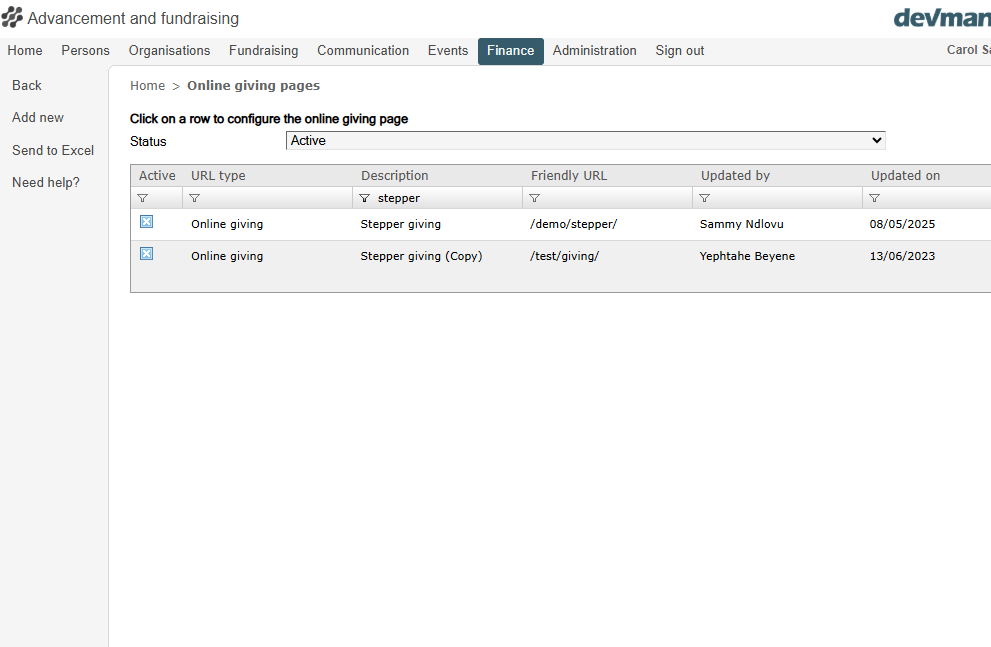 Advancement and fundraising
devman
Home Persons Organisations Fundraising Communication Events Finance Administration Sign out Carol
Back
Add new
Send to Excel
Need help?
Home > Online giving pages
Click on a row to configure the online giving page
Status Active
Active URL type Description Friendly URL Updated by Updated on
stepper
Online giving Stepper giving /demo/stepper/ Sammy Ndlovu 08/05/2025
Online giving Stepper giving (Copy) /test/giving/ Yephtahe Beyene 13/06/2023